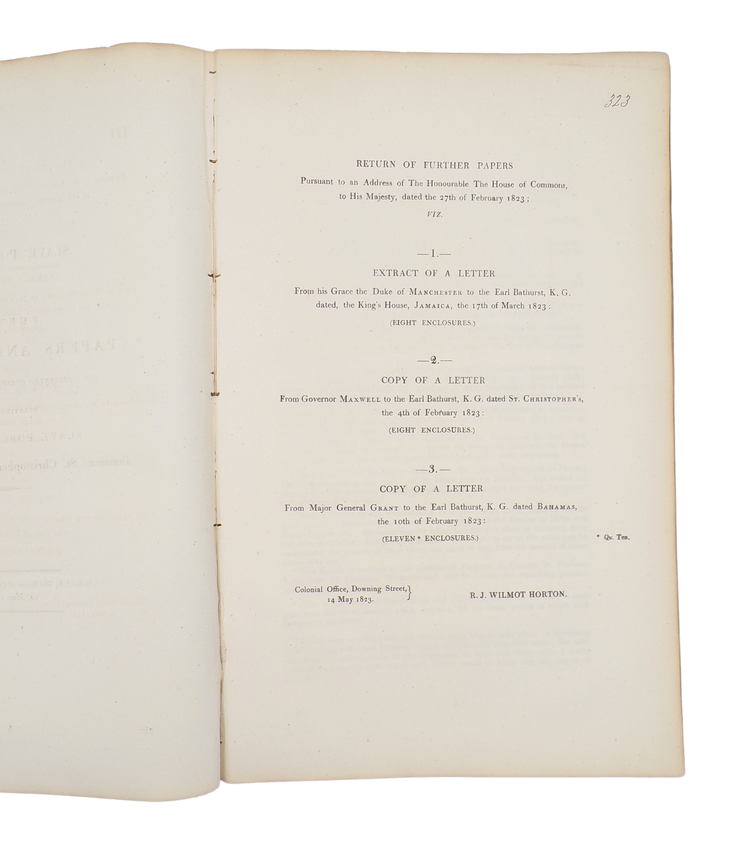 323
RETURN OF FURTHER PAPERS
Pursuant to an Address of The Honourable The House of Commons,
to His Majesty, dated the 27th of February 1823;
VIZ.
—1.—
EXTRACT OF A LETTER
From his Grace the Duke of MANCHESTER to the Earl Bathurst, K. G.
dated, the King's House, JAMAICA, the 17th of March 1823:
(EIGHT ENCLOSURES.)
—2.—
COPY OF A LETTER
From Governor MAXWELL to the Earl Bathurst, K. G. dated ST. CHRISTOPHER's,
the 4th of February 1823:
(EIGHT ENCLOSURES.)
—3.—
COPY OF A LETTER
From Major General GRANT to the Earl Bathurst, K. G. dated BAHAMAS,
the 10th of February 1823:
(ELEVEN * ENCLOSURES.)
* Qu. Ten.
Colonial Office, Downing Street,}
14 May 1823.
R. J. WILMOT HORTON.